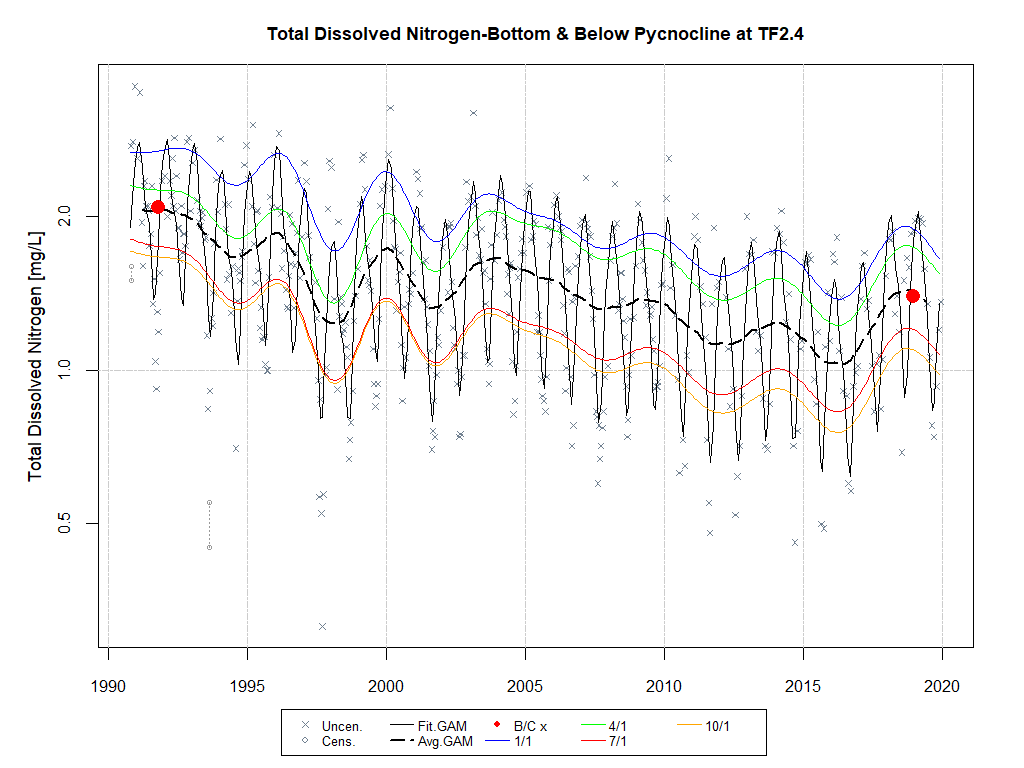 Total Dissolved Nitrogen-Bottom & Below Pycnocline at TF2.4
Total Dissolved Nitrogen [mg/L]
2.0
1.0
0.5
1990 1995 2000 2005 2010 2015 2020
Uncen. Fit.GAM B/C x 4/1 10/1
Cens. Avg.GAM 1/1 7/1